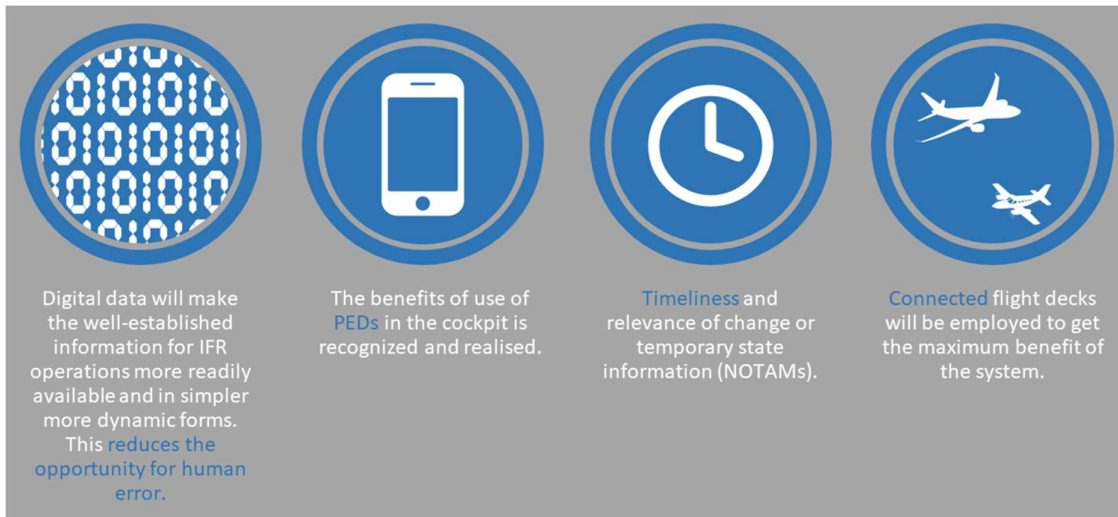 Digital data will make
the well-established
information for IFR
operations more readily
available and in simpler
more dynamic forms.
This reduces the
opportunity for human
error.
The benefits of use of
PEDs in the cockpit is
recognized and realised.
Timeliness and
relevance of change or
temporary state
information (NOTAMs).
Connected flight decks
will be employed to get
the maximum benefit of
the system.